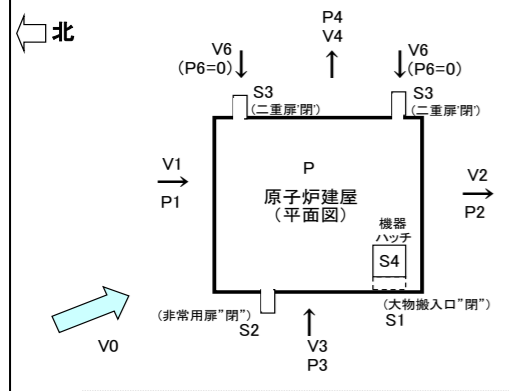 北
P4
V4
V6
(P6=0)
V6
(P6=0)
S3
(二重扉'閉')
S3
(二重扉'閉')
V1
P1
P
原子炉建屋
(平面図)
V2
P2
機器
ハッチ
S4
(非常用扉"閉")
S2
(大物搬入口"閉")
S1
V0
V3
P3